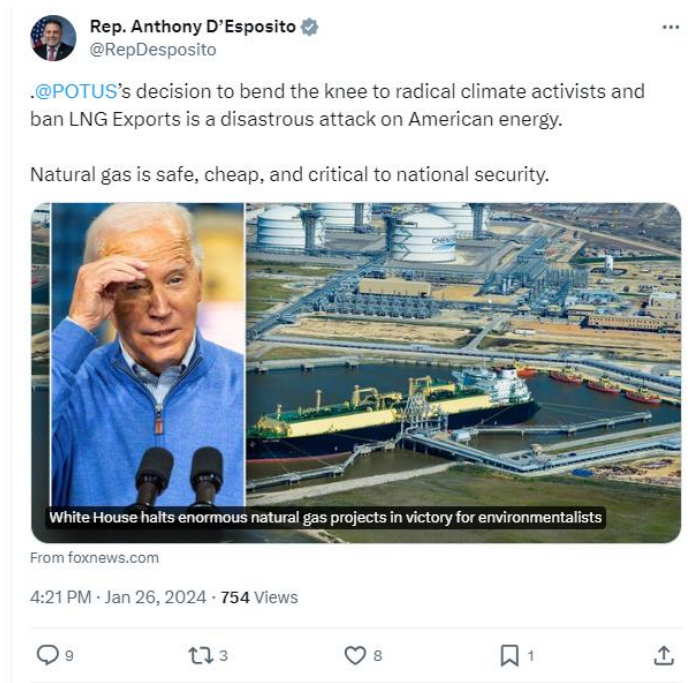 Rep. Anthony D'Esposito
@RepDesposito
.@POTUS's decision to bend the knee to radical climate activists and
ban LNG Exports is a disastrous attack on American energy.
Natural gas is safe, cheap, and critical to national security.
White House halts enormous natural gas projects in victory for environmentalists
From foxnews.com
4:21 PM · Jan 26, 2024 · 754 Views
9 3 8 1